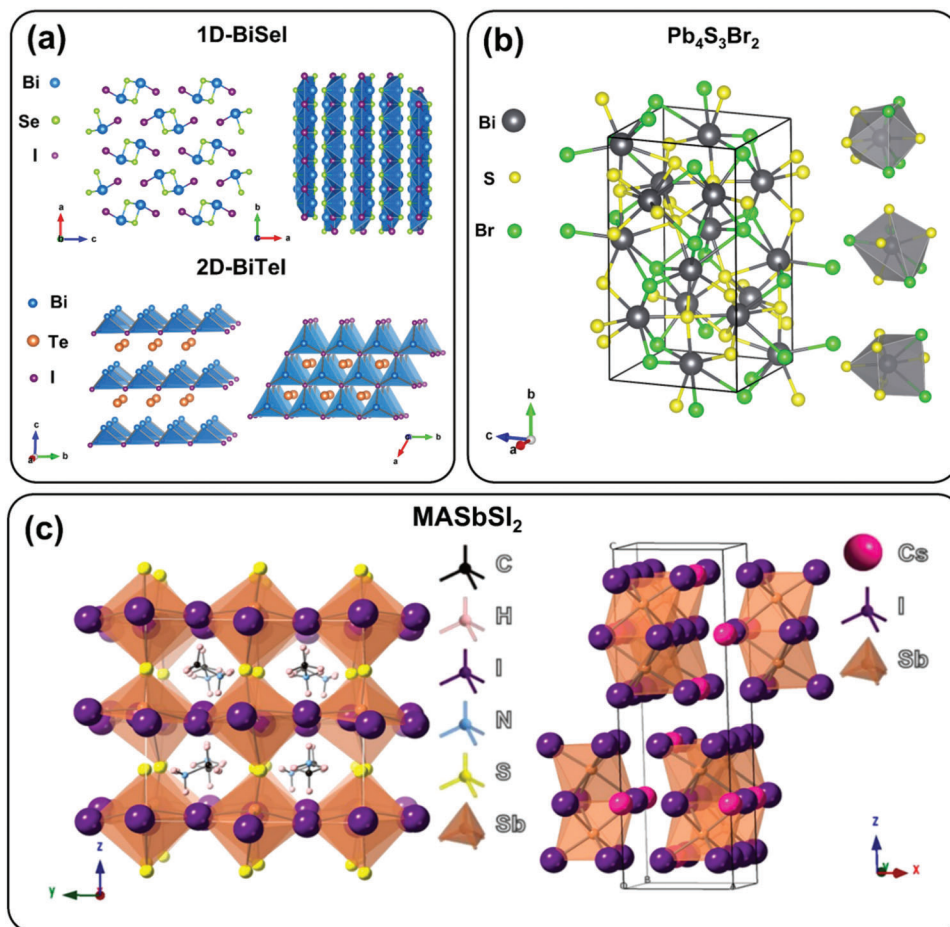 (a)
1D-BiSeI
Bi
Se
I
a
b
c
b
c
a
2D-BiTeI
Bi
Te
I
c
a
b
b
a
(b)
Pb₄S₃Br₂
Bi
S
Br
b
c
a
(c)
MASbSI₂
C
H
I
N
S
Sb
z
y
C
O
B
A
Cs
I
Sb
z
y
x